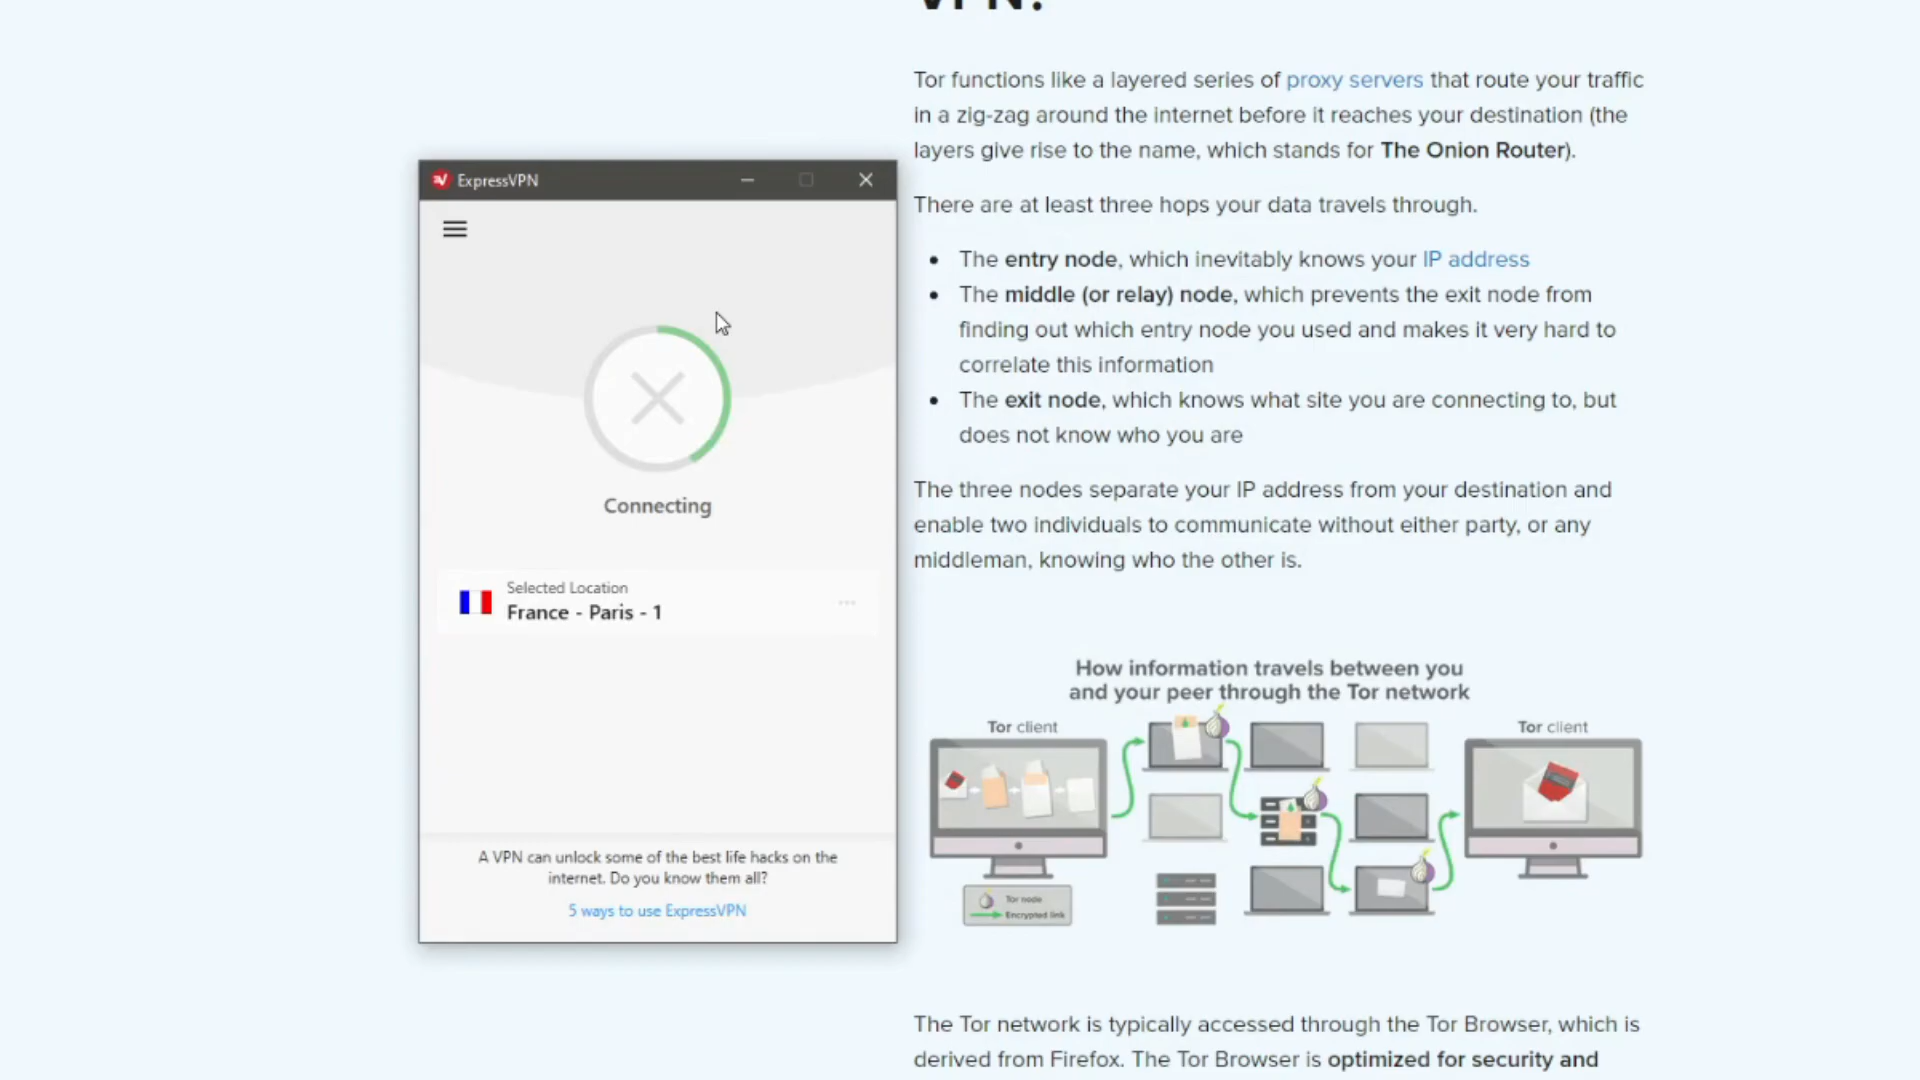 VPN?
Tor functions like a layered series of proxy servers that route your traffic
in a zig-zag around the internet before it reaches your destination (the
layers give rise to the name, which stands for The Onion Router).
There are at least three hops your data travels through.
• The entry node, which inevitably knows your IP address
• The middle (or relay) node, which prevents the exit node from
finding out which entry node you used and makes it very hard to
correlate this information
• The exit node, which knows what site you are connecting to, but
does not know who you are
The three nodes separate your IP address from your destination and
enable two individuals to communicate without either party, or any
middleman, knowing who the other is.
ExpressVPN
Connecting
Selected Location
France - Paris - 1
A VPN can unlock some of the best life hacks on the
internet. Do you know them all?
5 ways to use ExpressVPN
How information travels between you
and your peer through the Tor network
Tor client
Tor client
Tor node
Encrypted link
The Tor network is typically accessed through the Tor Browser, which is
derived from Firefox. The Tor Browser is optimized for security and